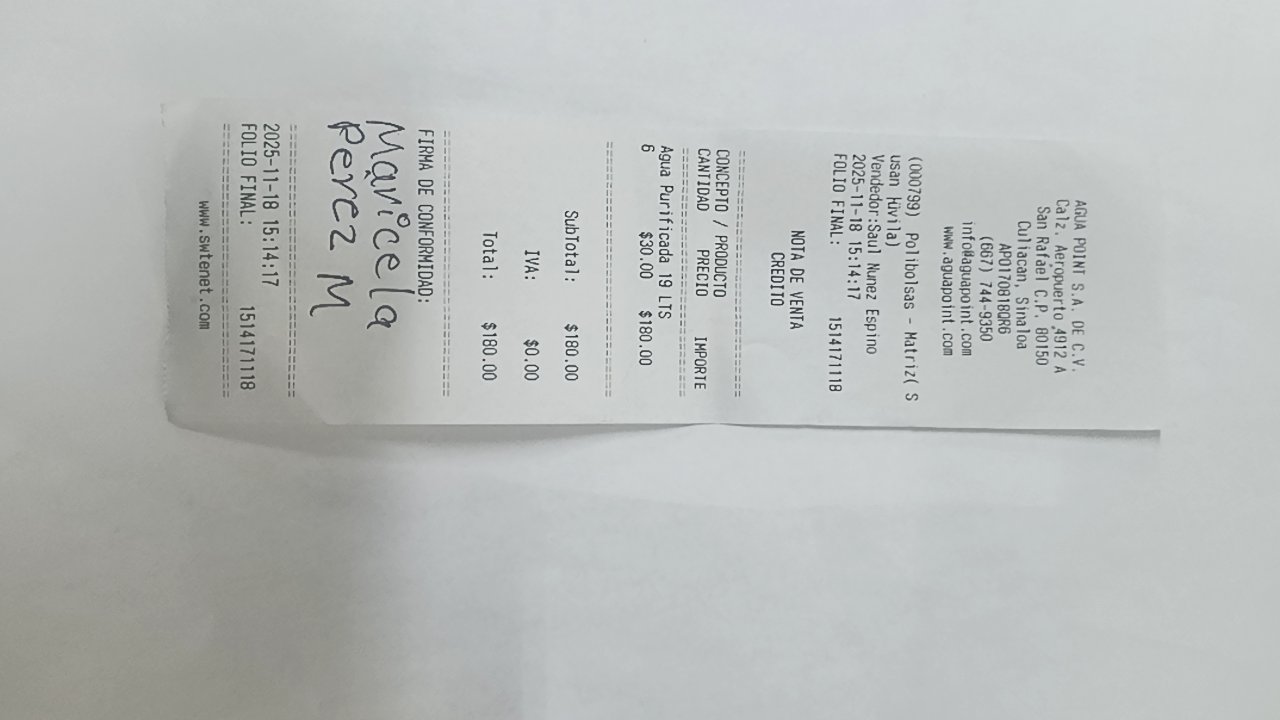 AGUA POINT S.A. DE C.V.
Calz. Aeropuerto 4912 A
San Rafael C.P. 80150
Culiacan, Sinaloa
APO170818QR6
(667) 744-9350
info@aguapoint.com
www.aguapoint.com
NOTA DE VENTA
CREDITO
(000799) Polibolsas - Matriz( S
usan Huvila)
Vendedor:Saul Nunez Espino
2025-11-18 15:14:17
FOLIO FINAL: 1514171118
CONCEPTO / PRODUCTO
CANTIDAD PRECIO IMPORTE
Agua Purificada 19 LTS
6 $30.00 $180.00
SubTotal: $180.00
IVA: $0.00
Total: $180.00
FIRMA DE CONFORMIDAD:
Maricela
Perez M
2025-11-18 15:14:17
FOLIO FINAL: 1514171118
www.swtenet.com